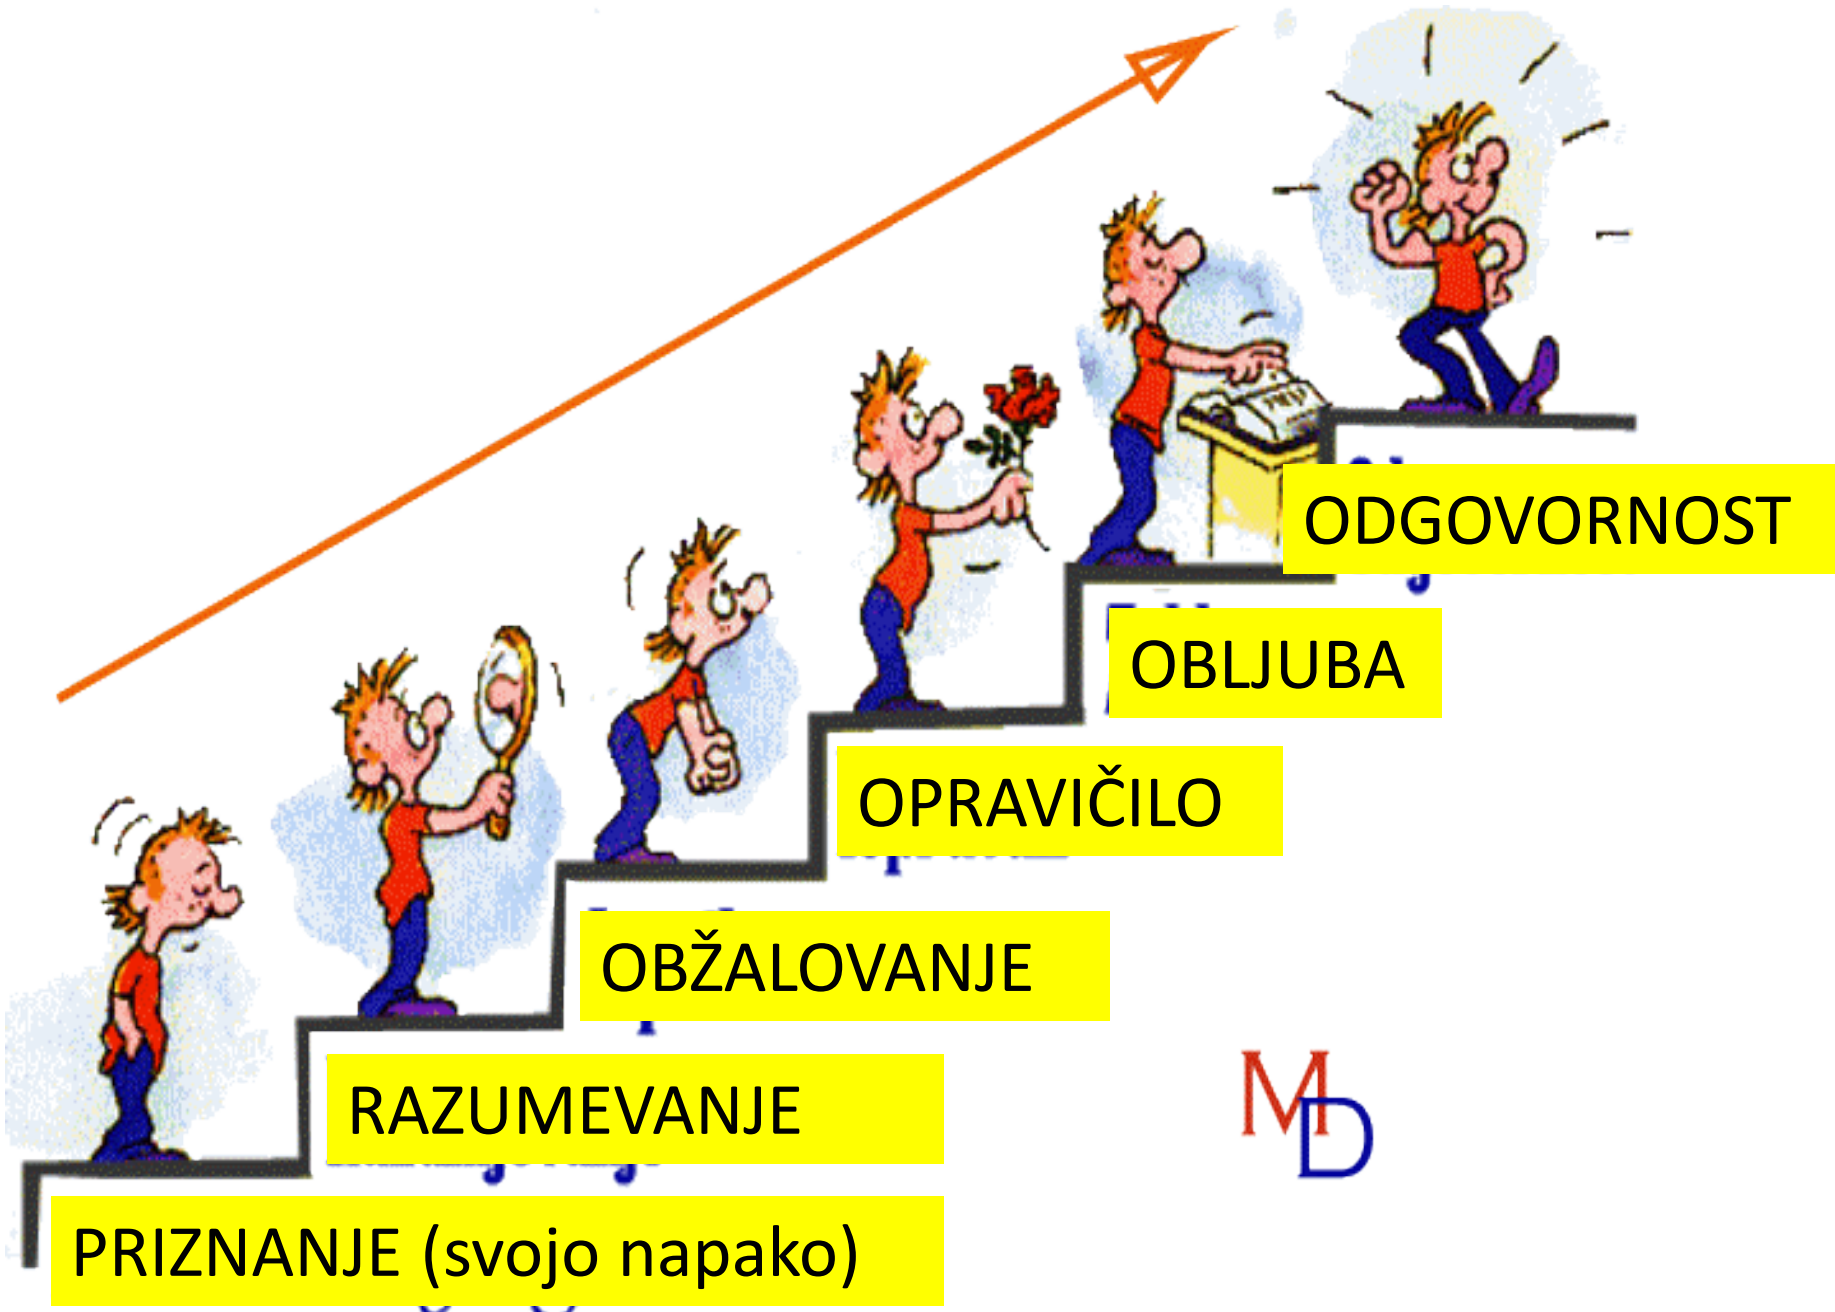 ODGOVORNOST
OBLJUBA
OPRAVIČILO
OBŽALOVANJE
RAZUMEVANJE
PRIZNANJE (svojo napako)
MD